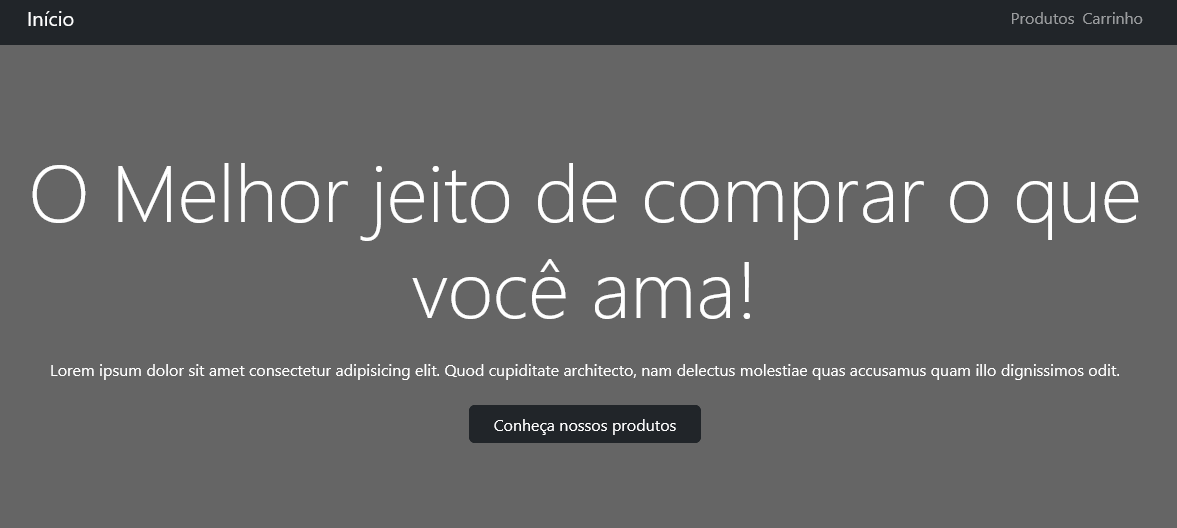 Início
Produtos Carrinho
O Melhor jeito de comprar o que
você ama!
Lorem ipsum dolor sit amet consectetur adipisicing elit. Quod cupiditate architecto, nam delectus molestiae quas accusamus quam illo dignissimos odit.
Conheça nossos produtos